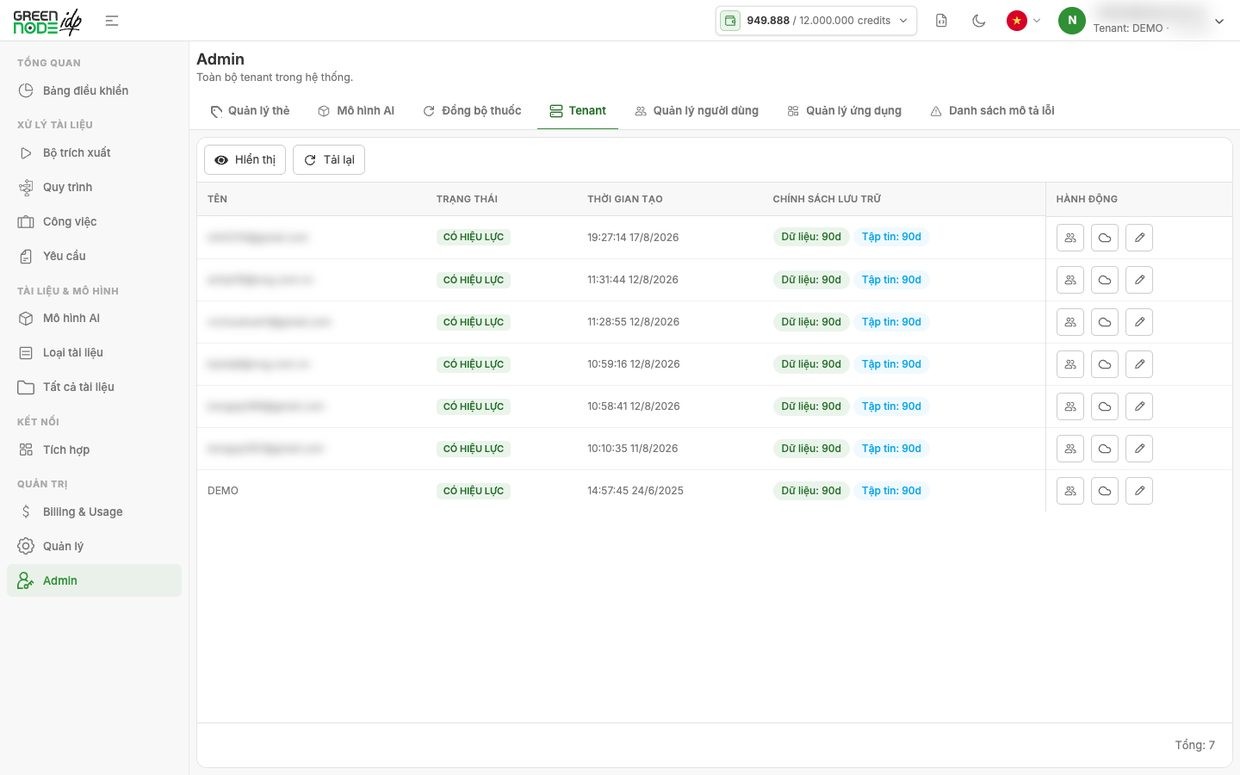 GREEN NODE idp
949.888 / 12.000.000 credits
N
Tenant: DEMO ·
TỔNG QUAN
Bảng điều khiển
XỬ LÝ TÀI LIỆU
Bộ trích xuất
Quy trình
Công việc
Yêu cầu
TÀI LIỆU & MÔ HÌNH
Mô hình AI
Loại tài liệu
Tất cả tài liệu
KẾT NỐI
Tích hợp
QUẢN TRỊ
Billing & Usage
Quản lý
Admin
Admin
Toàn bộ tenant trong hệ thống.
Quản lý thẻ Mô hình AI Đồng bộ thuốc Tenant Quản lý người dùng Quản lý ứng dụng Danh sách mô tả lỗi
Hiển thị Tải lại
TÊN TRẠNG THÁI THỜI GIAN TẠO CHÍNH SÁCH LƯU TRỮ HÀNH ĐỘNG
CÓ HIỆU LỰC 19:27:14 17/8/2026 Dữ liệu: 90d Tập tin: 90d
CÓ HIỆU LỰC 11:31:44 12/8/2026 Dữ liệu: 90d Tập tin: 90d
CÓ HIỆU LỰC 11:28:55 12/8/2026 Dữ liệu: 90d Tập tin: 90d
CÓ HIỆU LỰC 10:59:16 12/8/2026 Dữ liệu: 90d Tập tin: 90d
CÓ HIỆU LỰC 10:58:41 12/8/2026 Dữ liệu: 90d Tập tin: 90d
CÓ HIỆU LỰC 10:10:35 11/8/2026 Dữ liệu: 90d Tập tin: 90d
DEMO CÓ HIỆU LỰC 14:57:45 24/6/2025 Dữ liệu: 90d Tập tin: 90d
Tổng: 7